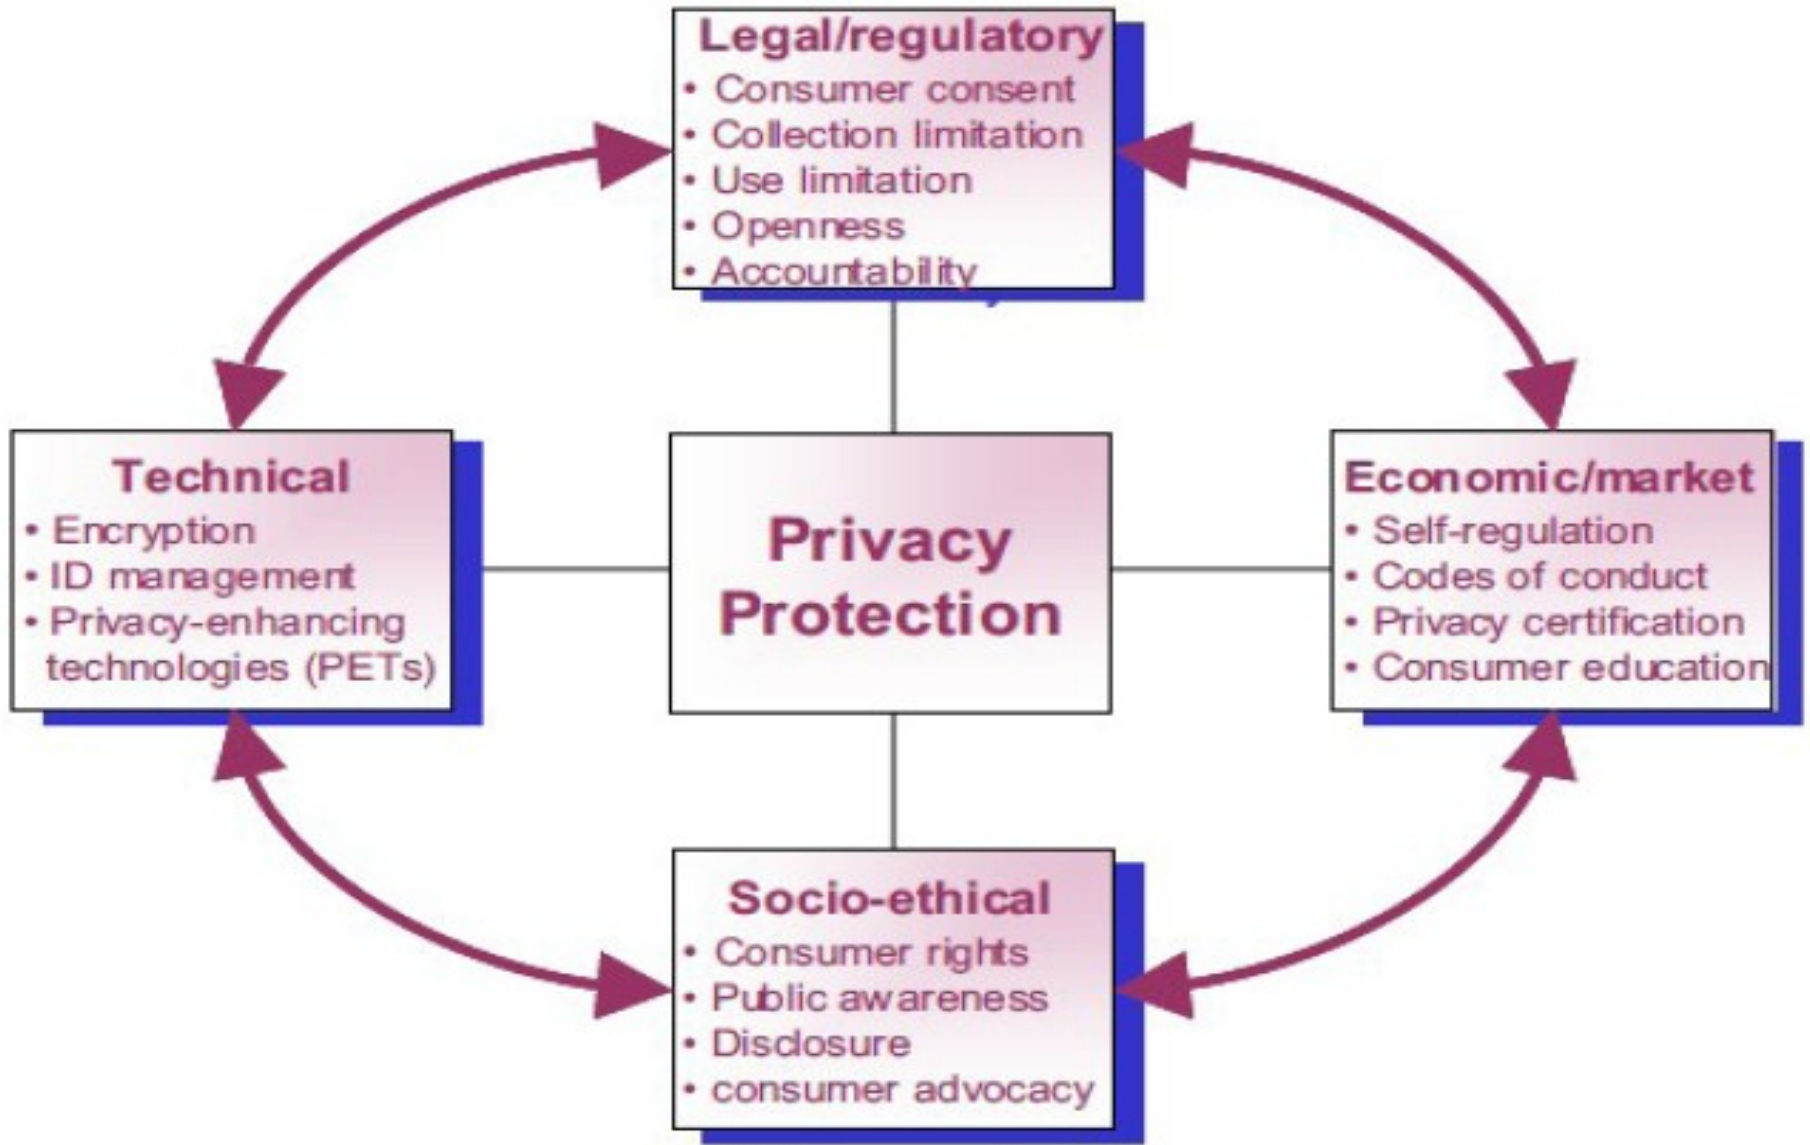 Legal/regulatory
• Consumer consent
• Collection limitation
• Use limitation
• Openness
• Accountability
Technical
• Encryption
• ID management
• Privacy-enhancing
technologies (PETs)
Privacy
Protection
Economic/market
• Self-regulation
• Codes of conduct
• Privacy certification
• Consumer education
Socio-ethical
• Consumer rights
• Public awareness
• Disclosure
• consumer advocacy